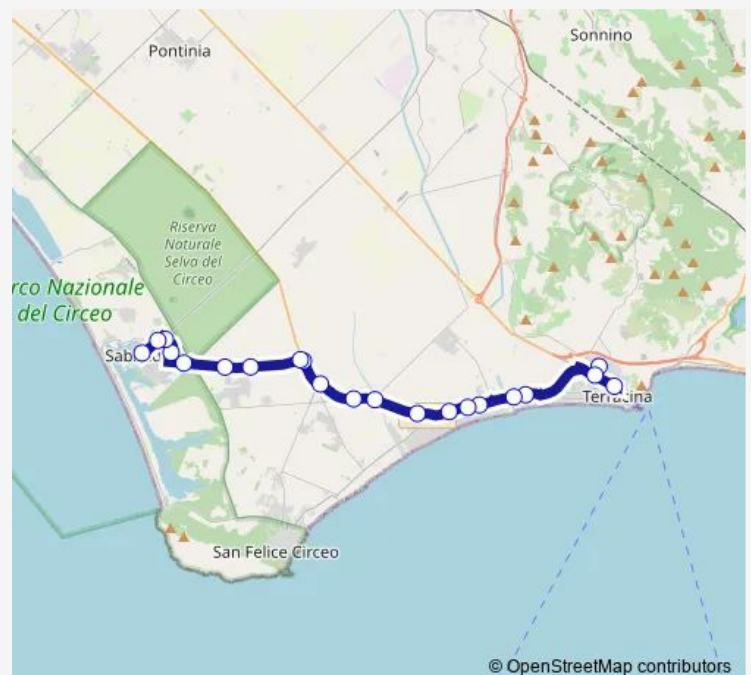 Pontinia
Sonnino
Riserva
Naturale
Selva del
Circeo
rco Nazionale
del Circeo
Terracina
San Felice Circeo
© OpenStreetMap contributors